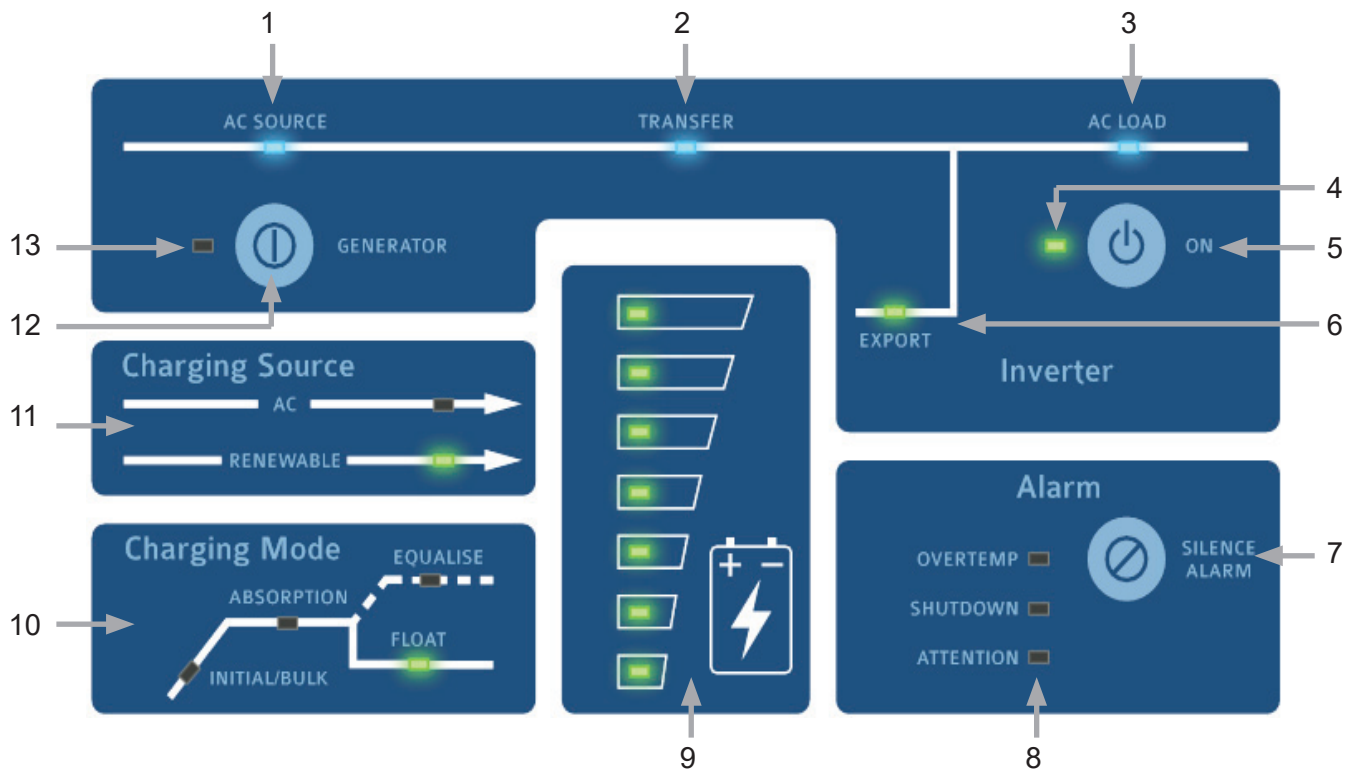 1
2
3
AC SOURCE
TRANSFER
AC LOAD
4
13
GENERATOR
ON
5
12
6
EXPORT
Inverter
Charging Source
AC
11
RENEWABLE
Alarm
Charging Mode
EQUALISE
SILENCE
ALARM
7
OVERTEMP
ABSORPTION
SHUTDOWN
10
FLOAT
ATTENTION
INITIAL/BULK
+ −
9
8